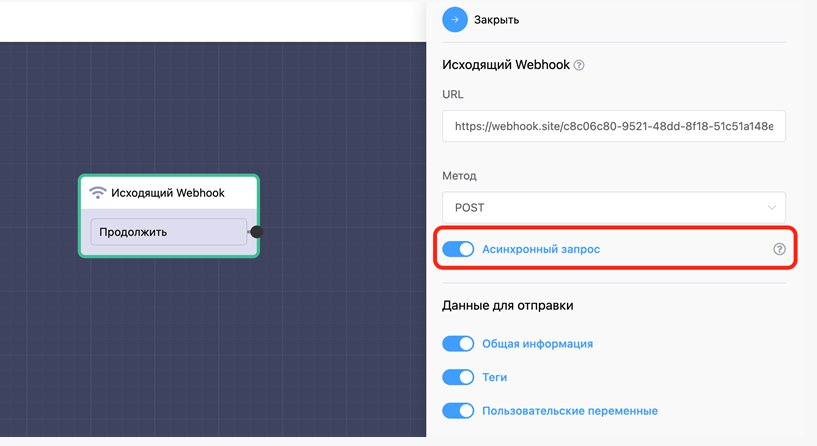 Закрыть
Исходящий Webhook
URL
https://webhook.site/c8c06c80-9521-48dd-8f18-51c51a148e
Метод
POST
Асинхронный запрос
Данные для отправки
Общая информация
Теги
Пользовательские переменные
Исходящий Webhook
Продолжить